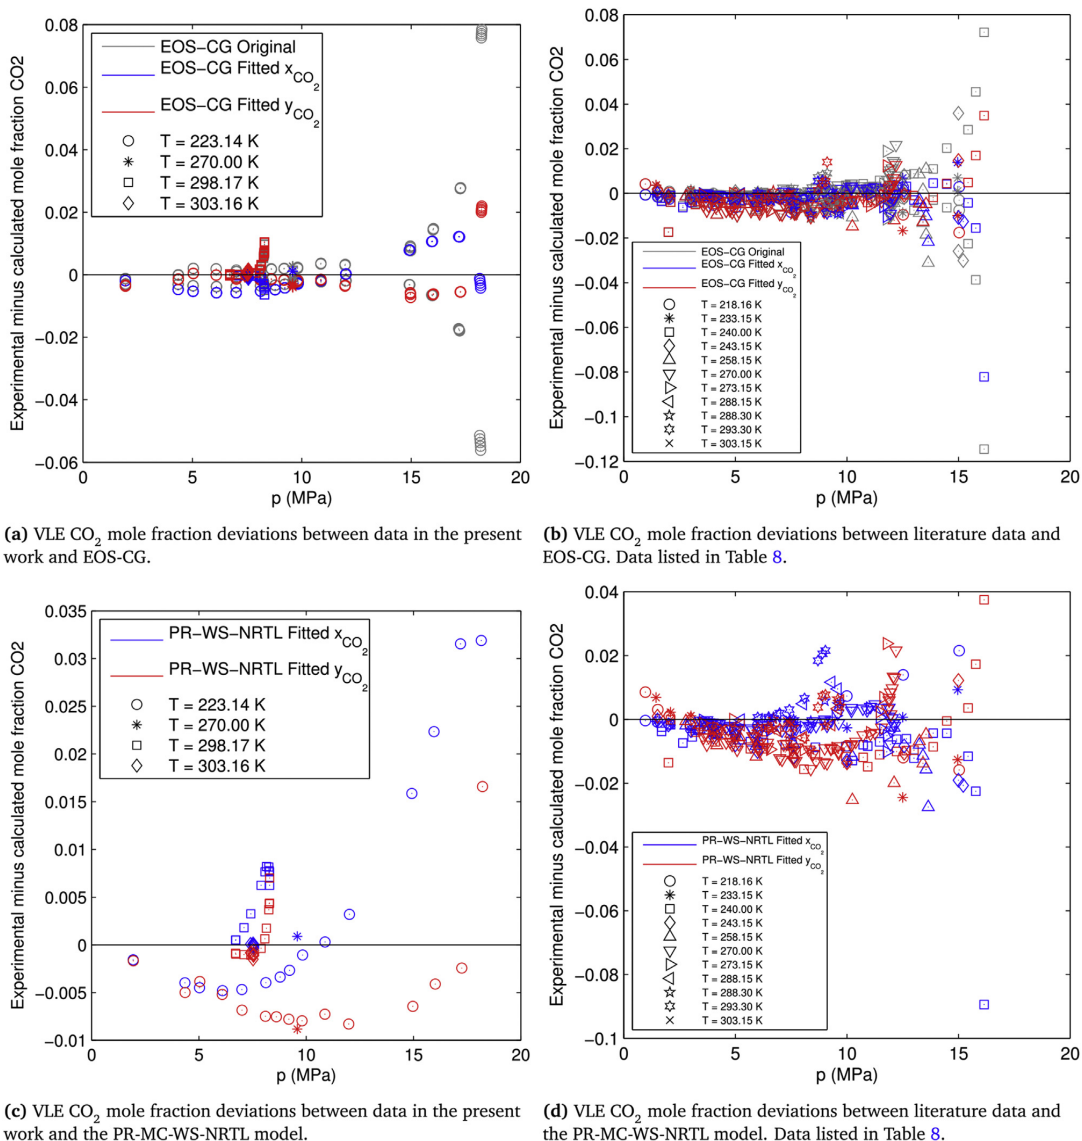 Experimental minus calculated mole fraction CO2
0.08
0.06
0.04
0.02
0
−0.02
−0.04
−0.06
EOS−CG Original
EOS−CG Fitted xCO2
EOS−CG Fitted yCO2
T = 223.14 K
T = 270.00 K
T = 298.17 K
T = 303.16 K
0 5 10 15 20
p (MPa)
(a) VLE CO2 mole fraction deviations between data in the present
work and EOS-CG.
Experimental minus calculated mole fraction CO2
0.08
0.06
0.04
0.02
0
−0.02
−0.04
−0.06
−0.08
−0.1
−0.12
EOS−CG Original
EOS−CG Fitted xCO2
EOS−CG Fitted yCO2
T = 218.16 K
T = 233.15 K
T = 240.00 K
T = 243.15 K
T = 258.15 K
T = 270.00 K
T = 273.15 K
T = 288.15 K
T = 288.30 K
T = 293.30 K
T = 303.15 K
0 5 10 15 20
p (MPa)
(b) VLE CO2 mole fraction deviations between literature data and
EOS-CG. Data listed in Table 8.
Experimental minus calculated mole fraction CO2
0.035
0.03
0.025
0.02
0.015
0.01
0.005
0
−0.005
−0.01
PR−WS−NRTL Fitted xCO2
PR−WS−NRTL Fitted yCO2
T = 223.14 K
T = 270.00 K
T = 298.17 K
T = 303.16 K
0 5 10 15 20
p (MPa)
(c) VLE CO2 mole fraction deviations between data in the present
work and the PR-MC-WS-NRTL model.
Experimental minus calculated mole fraction CO2
0.04
0.02
0
−0.02
−0.04
−0.06
−0.08
−0.1
PR−WS−NRTL Fitted xCO2
PR−WS−NRTL Fitted yCO2
T = 218.16 K
T = 233.15 K
T = 240.00 K
T = 243.15 K
T = 258.15 K
T = 270.00 K
T = 273.15 K
T = 288.15 K
T = 288.30 K
T = 293.30 K
T = 303.15 K
0 5 10 15 20
p (MPa)
(d) VLE CO2 mole fraction deviations between literature data and
the PR-MC-WS-NRTL model. Data listed in Table 8.